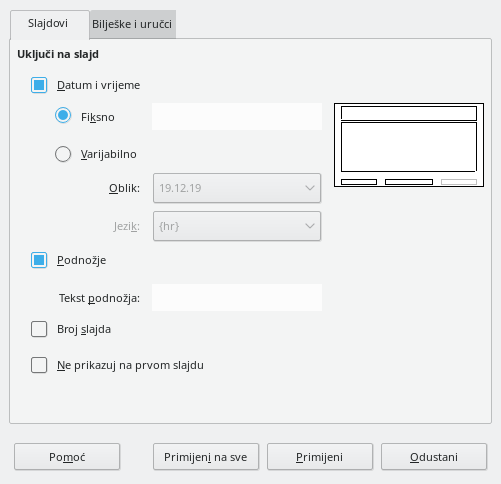 Slajdovi
Bilješke i uručci
Uključi na slajd
Datum i vrijeme
Fiksno
Varijabilno
Oblik: 19.12.19
Jezik: {hr}
Podnožje
Tekst podnožja:
Broj slajda
Ne prikazuj na prvom slajdu
Pomoć
Primijeni na sve
Primijeni
Odustani